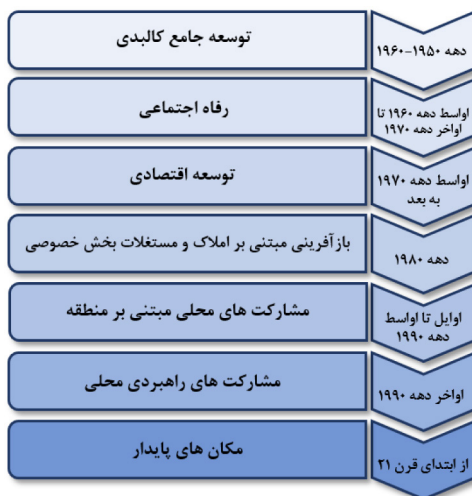 توسعه جامع کالبدی
دهه ۱۹۵۰-۱۹۶۰
رفاه اجتماعی
اواسط دهه ۱۹۶۰ تا
اواخر دهه ۱۹۷۰
توسعه اقتصادی
اواسط دهه ۱۹۷۰
به بعد
بازآفرینی مبتنی بر املاک و مستغلات بخش خصوصی
دهه ۱۹۸۰
مشارکت های محلی مبتنی بر منطقه
اوایل تا اواسط
دهه ۱۹۹۰
مشارکت های راهبردی محلی
اواخر دهه ۱۹۹۰
مکان های پایدار
از ابتدای قرن ۲۱